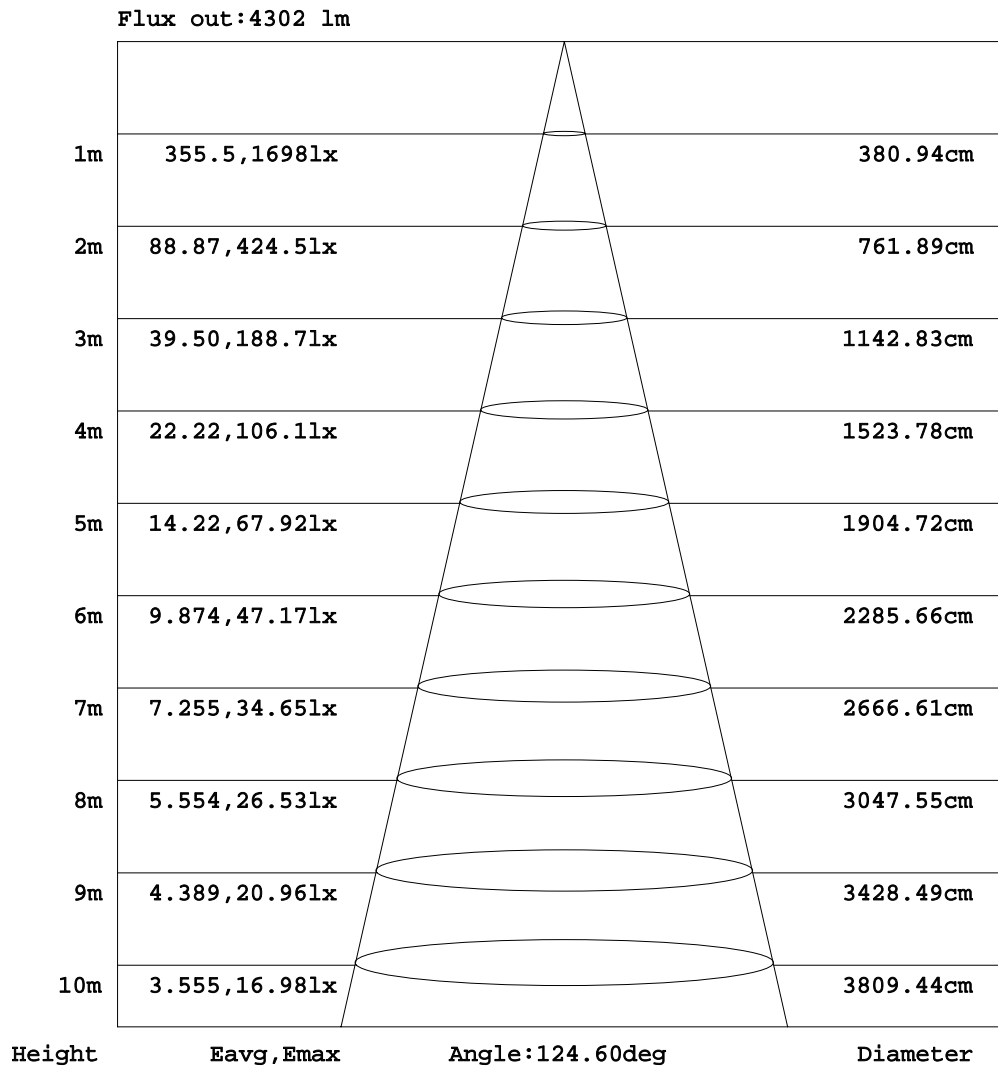 Flux out:4302 lm
1m 355.5,1698lx 380.94cm
2m 88.87,424.5lx 761.89cm
3m 39.50,188.7lx 1142.83cm
4m 22.22,106.1lx 1523.78cm
5m 14.22,67.92lx 1904.72cm
6m 9.874,47.17lx 2285.66cm
7m 7.255,34.65lx 2666.61cm
8m 5.554,26.53lx 3047.55cm
9m 4.389,20.96lx 3428.49cm
10m 3.555,16.98lx 3809.44cm
Height Eavg,Emax Angle:124.60deg Diameter